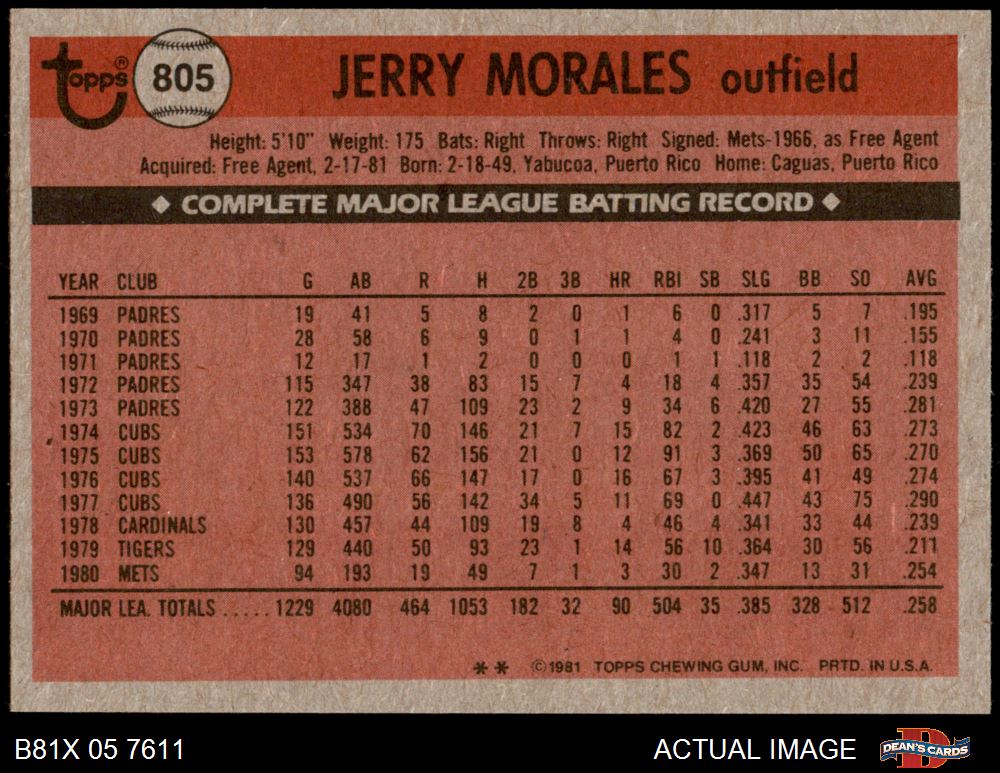 topps® 805 JERRY MORALES outfield
Height: 5'10" Weight: 175 Bats: Right Throws: Right Signed: Mets-1966, as Free Agent
Acquired: Free Agent, 2-17-81 Born: 2-18-49, Yabucoa, Puerto Rico Home: Caguas, Puerto Rico
◆ COMPLETE MAJOR LEAGUE BATTING RECORD ◆
YEAR CLUB G AB R H 2B 3B HR RBI SB SLG BB SO AVG
1969 PADRES 19 41 5 8 2 0 1 6 0 .317 5 7 .195
1970 PADRES 28 58 6 9 0 1 1 4 0 .241 3 11 .155
1971 PADRES 12 17 1 2 0 0 0 1 1 .118 2 2 .118
1972 PADRES 115 347 38 83 15 7 4 18 4 .357 35 54 .239
1973 PADRES 122 388 47 109 23 2 9 34 6 .420 27 55 .281
1974 CUBS 151 534 70 146 21 7 15 82 2 .423 46 63 .273
1975 CUBS 153 578 62 156 21 0 12 91 3 .369 50 65 .270
1976 CUBS 140 537 66 147 17 0 16 67 3 .395 41 49 .274
1977 CUBS 136 490 56 142 34 5 11 69 0 .447 43 75 .290
1978 CARDINALS 130 457 44 109 19 8 4 46 4 .341 33 44 .239
1979 TIGERS 129 440 50 93 23 1 14 56 10 .364 30 56 .211
1980 METS 94 193 19 49 7 1 3 30 2 .347 13 31 .254
MAJOR LEA. TOTALS ..... 1229 4080 464 1053 182 32 90 504 35 .385 328 512 .258
** ©1981 TOPPS CHEWING GUM, INC. PRTD. IN U.S.A.
B81X 05 7611 ACTUAL IMAGE DEAN'S CARDS